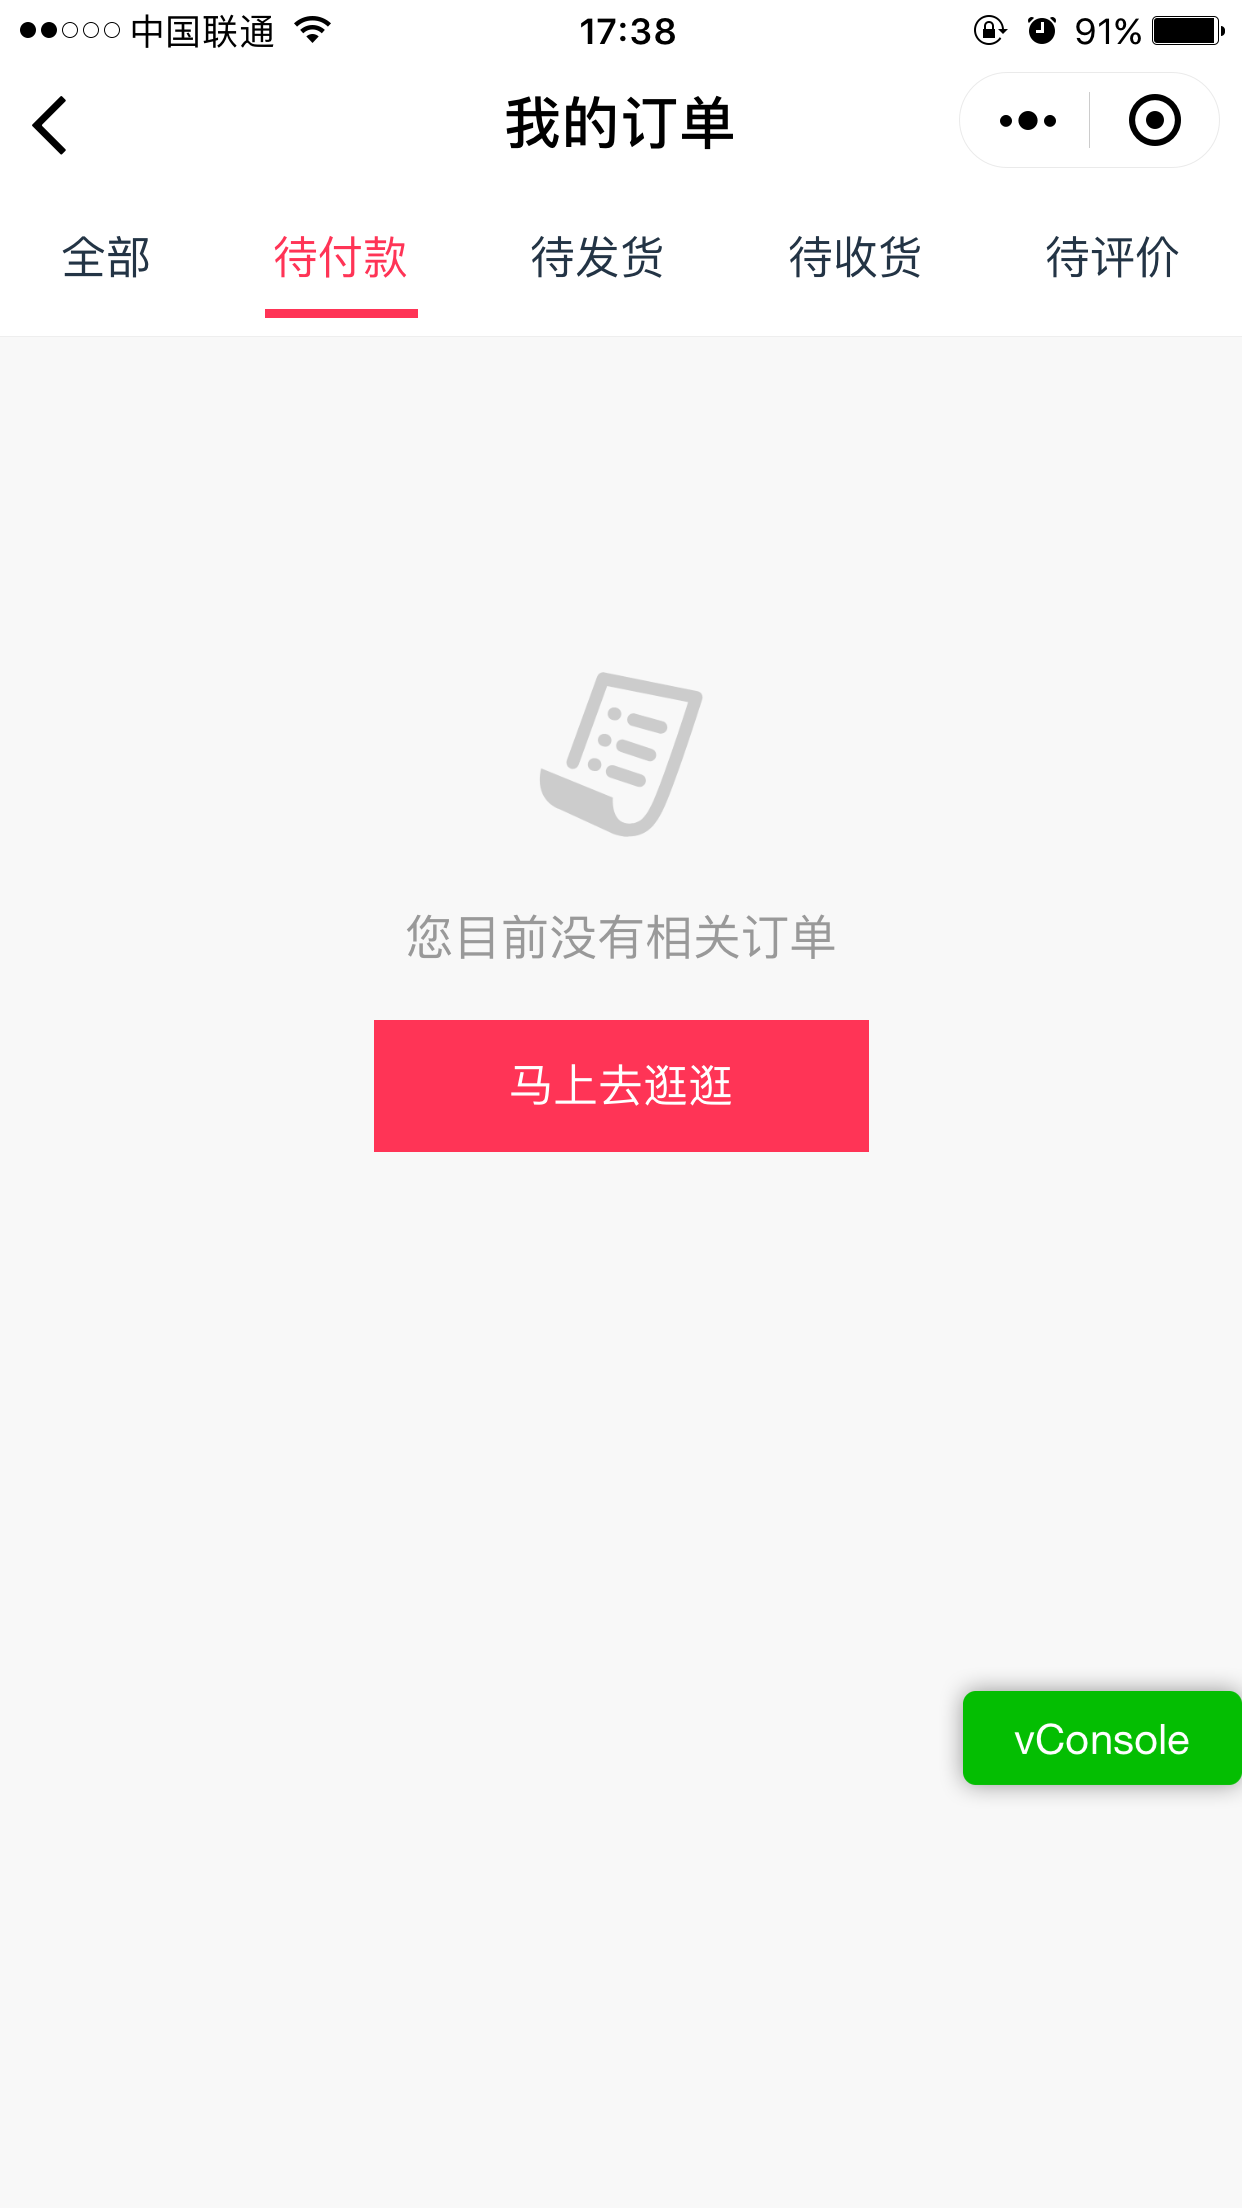 中国联通 17:38 91%
我的订单
全部 待付款 待发货 待收货 待评价
您目前没有相关订单
马上去逛逛
vConsole